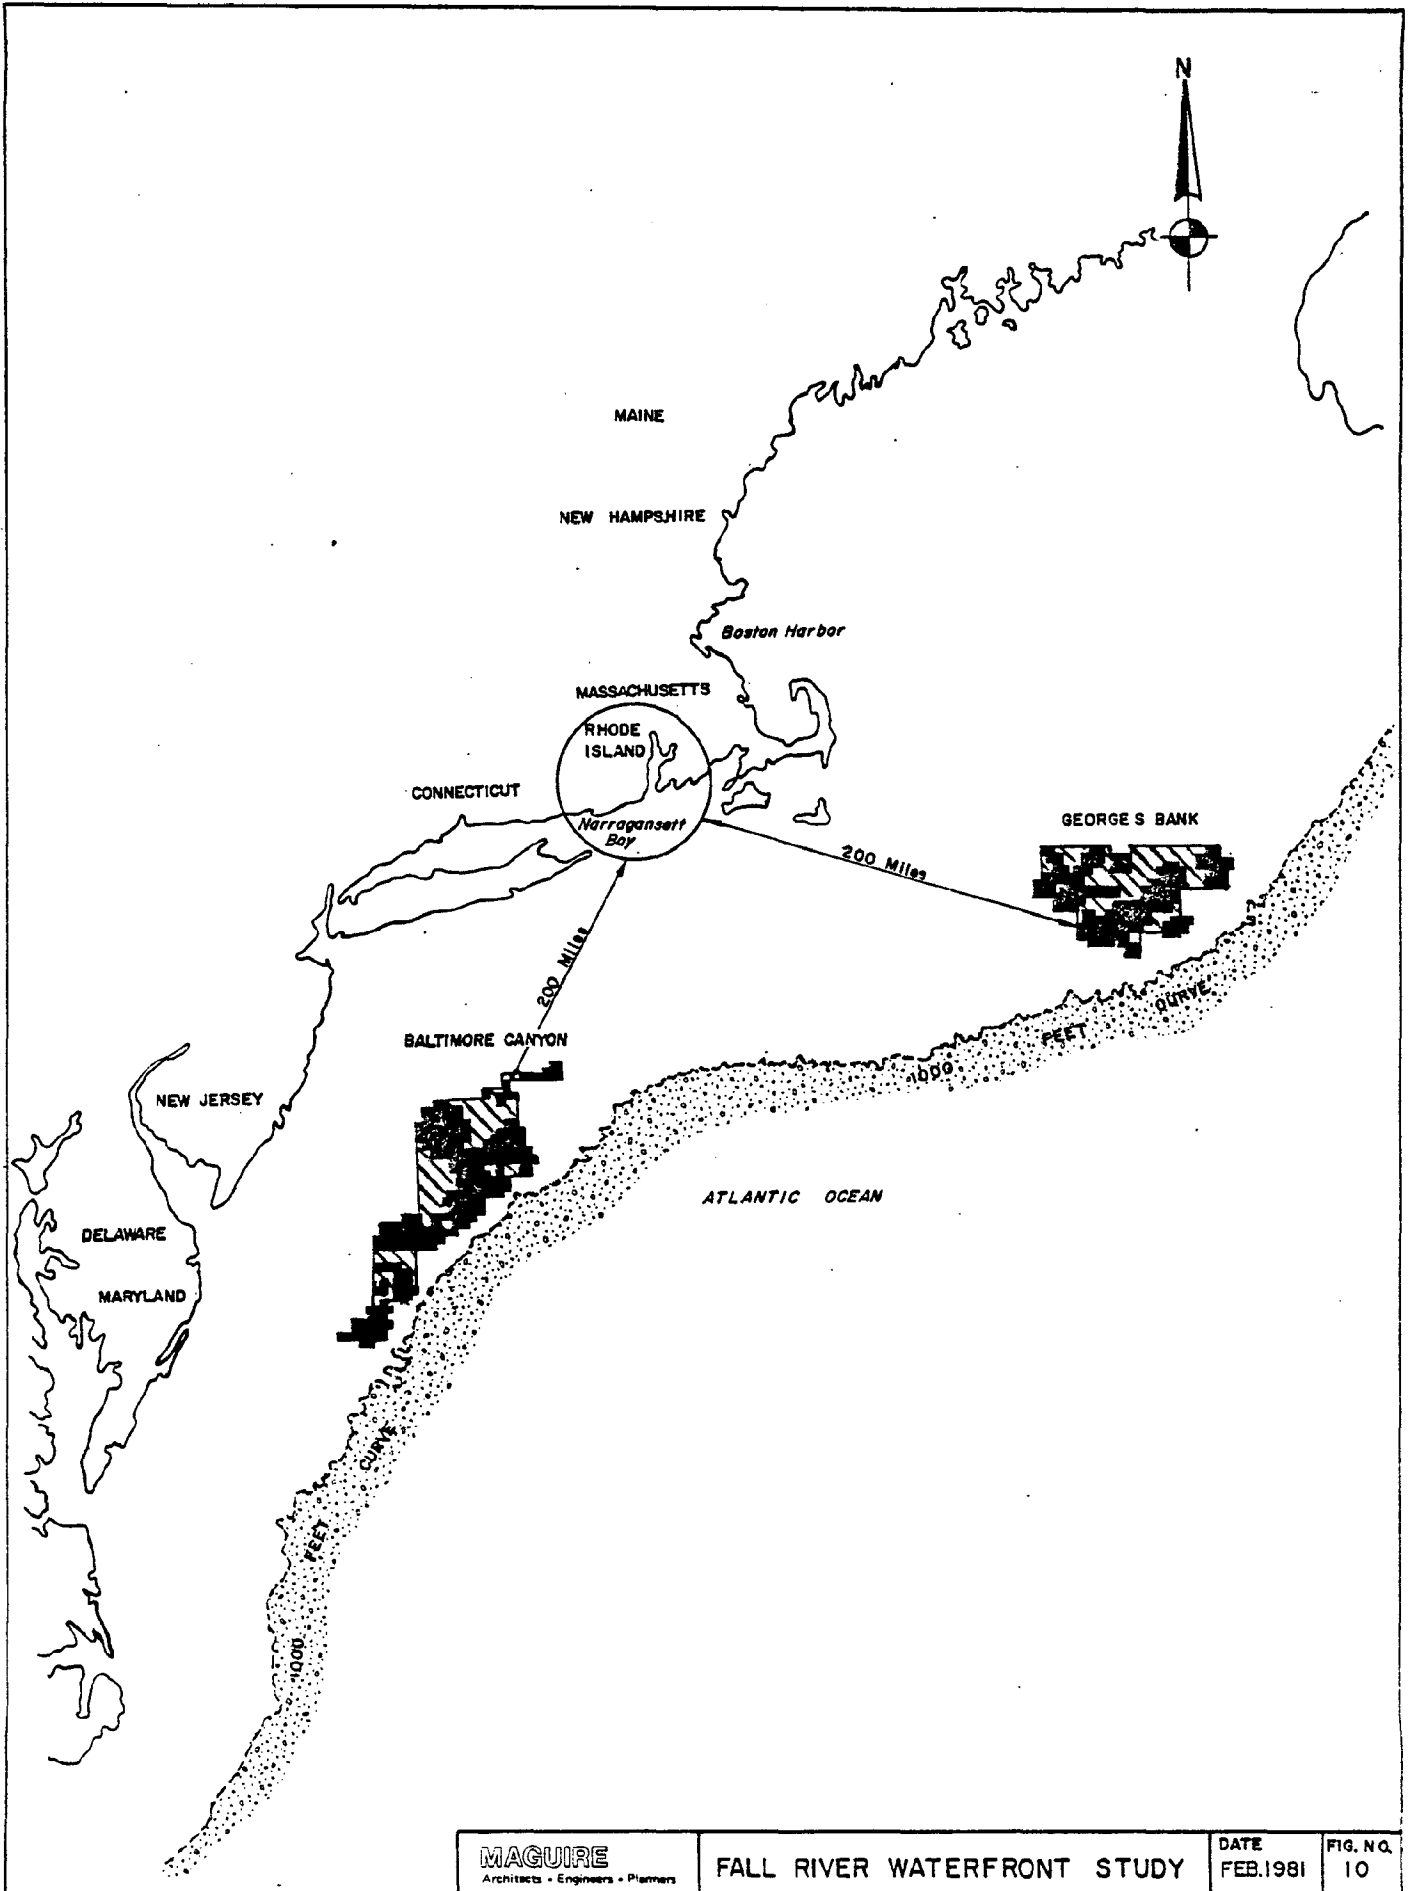 N
MAINE
NEW HAMPSHIRE
Boston Harbor
MASSACHUSETTS
RHODE
ISLAND
CONNECTICUT
Narragansett
Bay
GEORGE S BANK
200 Miles
200 Miles
BALTIMORE CANYON
NEW JERSEY
1000 FEET QURVE
ATLANTIC OCEAN
DELAWARE
MARYLAND
1000 FEET CURVE
MAGUIRE
Architects - Engineers - Planners
FALL RIVER WATERFRONT STUDY
DATE
FEB.1981
FIG. NO.
10